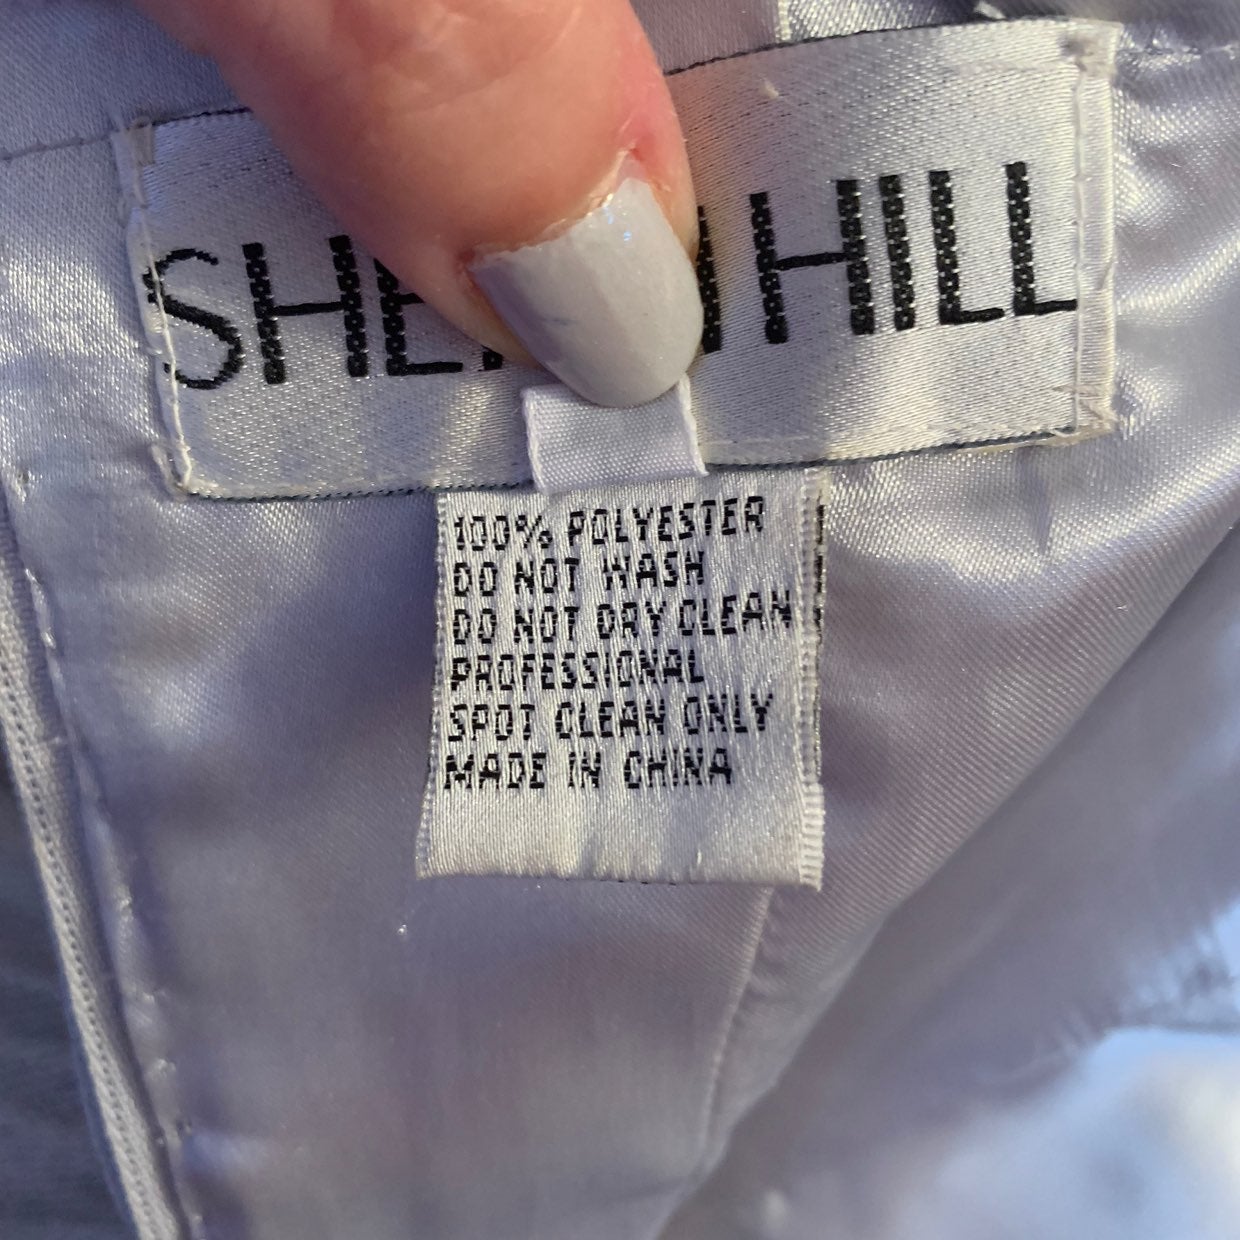 HILL
100% POLYESTER
DO NOT WASH
DO NOT DRY CLEAN
PROFESSIONAL
SPOT CLEAN ONLY
MADE IN CHINA